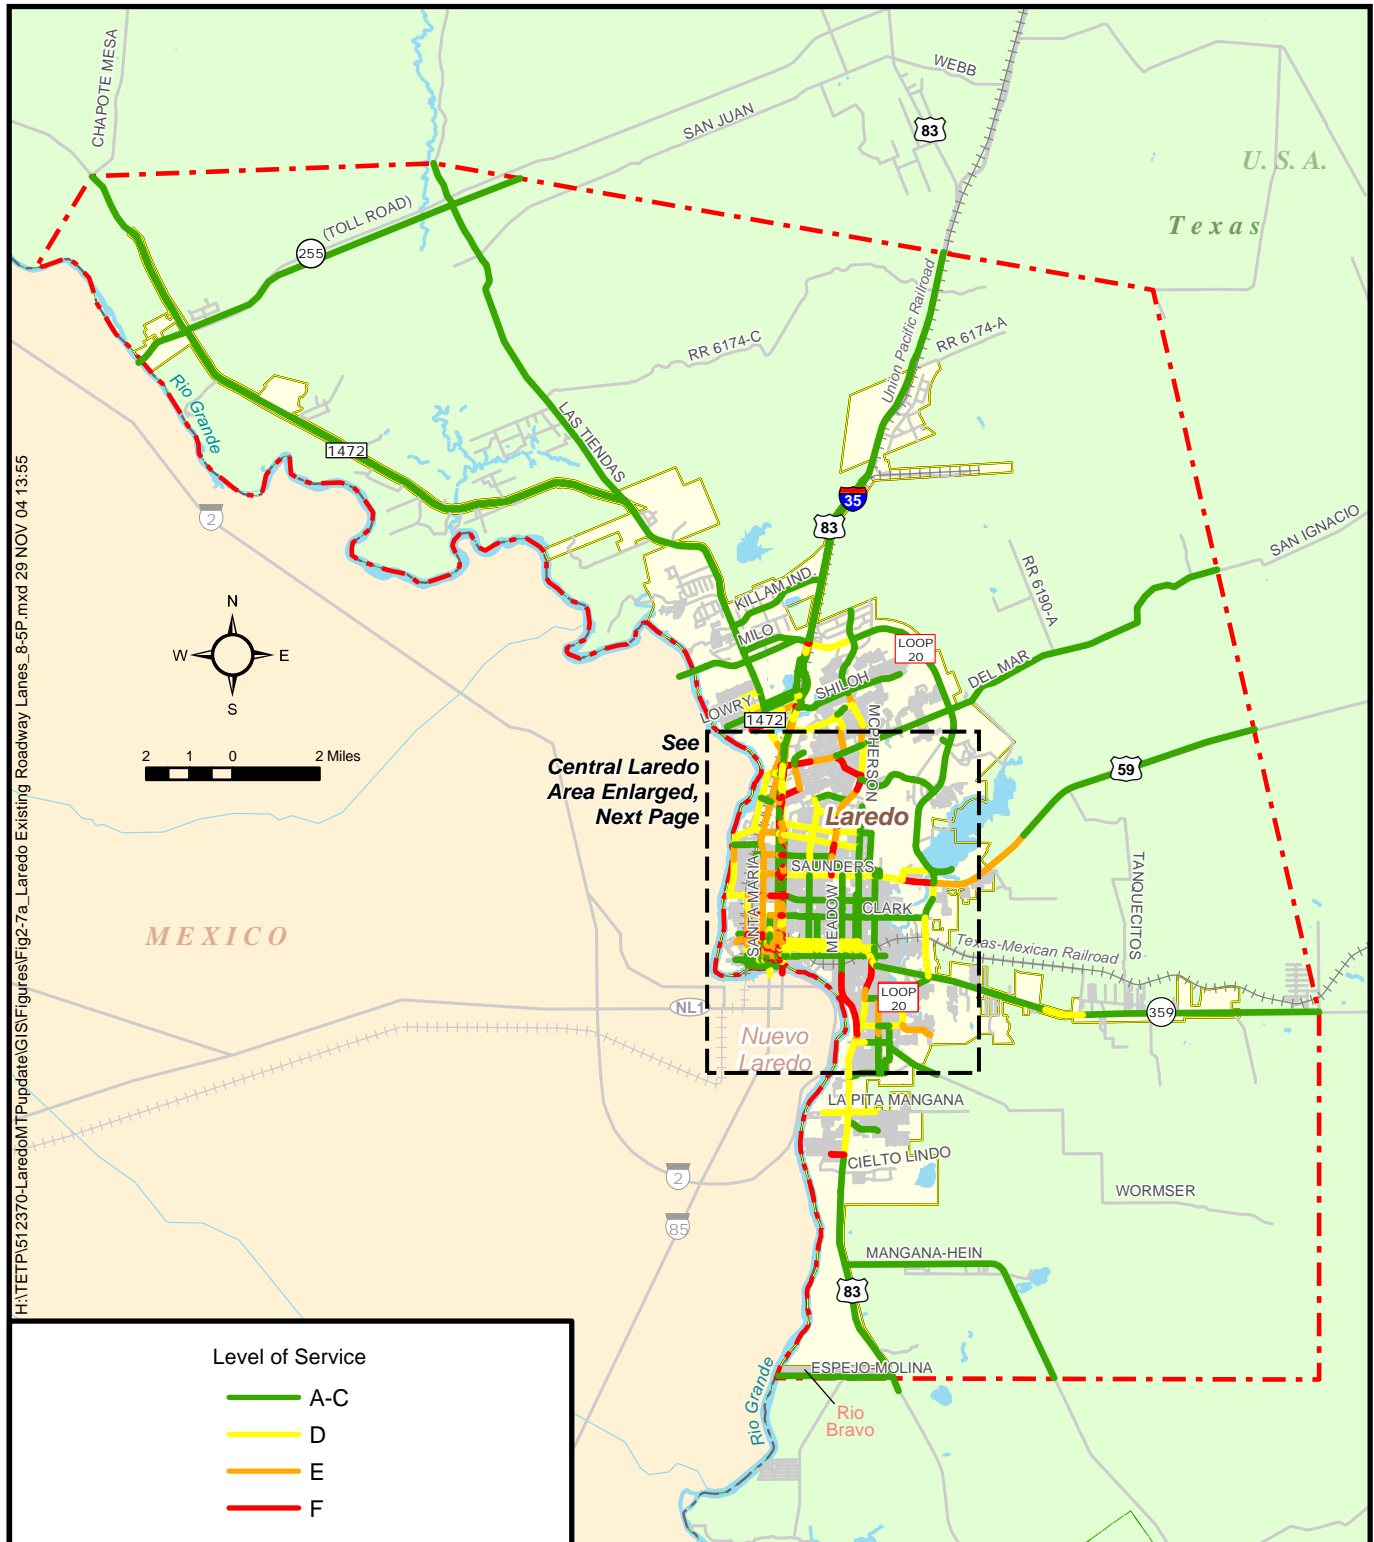 CHAPOTE MESA
WEBB
SAN JUAN
83
U. S. A.
Texas
(TOLL ROAD)
255
Union Pacific Railroad
RR 6174-C
RR 6174-A
Rio Grande
LAS TIENDAS
1472
35
83
2
SAN IGNACIO
RR 6190-A
KILLAM IND.
MILO
LOOP
20
DEL MAR
SHILOH
LOWRY
1472
MCPHERSON
N
W
E
S
2 1 0 2 Miles
See
Central Laredo
Area Enlarged,
Next Page
59
Laredo
SAUNDERS
SANTA MARIA
MEADOW
CLARK
TANQUECITOS
MEXICO
Texas-Mexican Railroad
NL1
LOOP
20
359
Nuevo
Laredo
LA PITA MANGANA
CIELTO LINDO
2
85
WORMSER
MANGANA-HEIN
83
ESPEJO-MOLINA
Rio Grande
Rio
Bravo
H:\TETP\512370-LaredoMTPupdate\GIS\Figures\Fig2-7a_Laredo Existing Roadway Lanes_8-5P.mxd 29 NOV 04 13:55
Level of Service
A-C
D
E
F